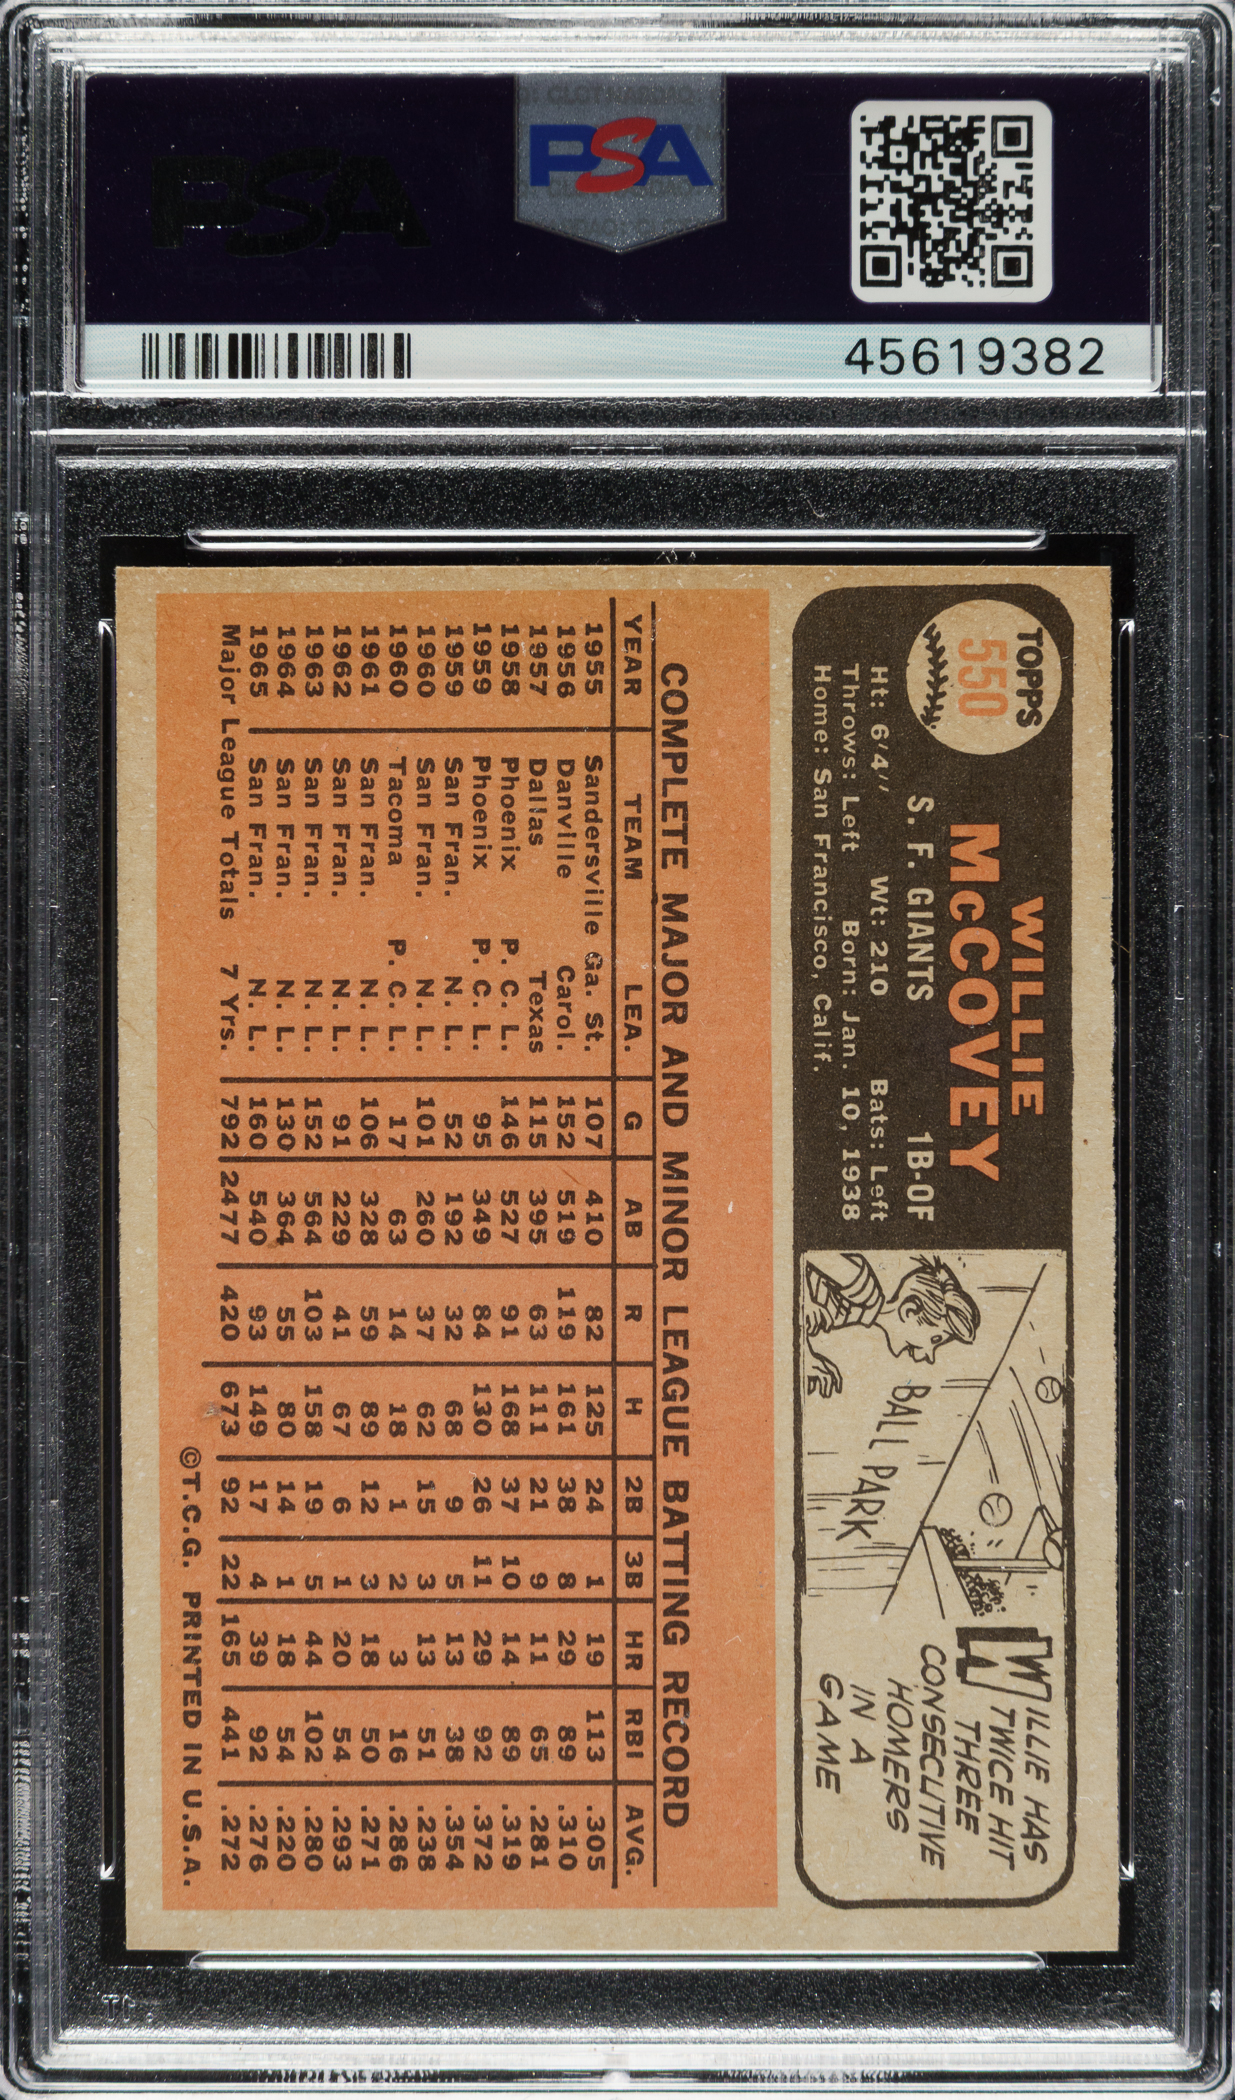 PSA
PSA
45619382
TOPPS
550
WILLIE
McCOVEY
S. F. GIANTS 1B-OF
Ht: 6'4" Wt: 210 Bats: Left
Throws: Left Born: Jan. 10, 1938
Home: San Francisco, Calif.
BALL PARK
WILLIE HAS
TWICE HIT
THREE
CONSECUTIVE
HOMERS
IN A
GAME
COMPLETE MAJOR AND MINOR LEAGUE BATTING RECORD
YEAR TEAM LEA. G AB R H 2B 3B HR RBI AVG.
1955 Sandersville Ga. St. 107 410 82 125 24 1 19 113 .305
1956 Danville Carol. 152 519 119 161 38 8 29 89 .310
1957 Dallas Texas 115 395 63 111 21 9 11 65 .281
1958 Phoenix P. C. L. 146 527 91 168 37 10 14 89 .319
1959 Phoenix P. C. L. 95 349 84 130 26 11 29 92 .372
1959 San Fran. N. L. 52 192 32 68 9 5 13 38 .354
1960 San Fran. N. L. 101 260 37 62 15 3 13 51 .238
1960 Tacoma P. C. L. 17 63 14 18 1 2 3 16 .286
1961 San Fran. N. L. 106 328 59 89 12 3 18 50 .271
1962 San Fran. N. L. 91 229 41 67 6 1 20 54 .293
1963 San Fran. N. L. 152 564 103 158 19 5 44 102 .280
1964 San Fran. N. L. 130 364 55 80 14 1 18 54 .220
1965 San Fran. N. L. 160 540 93 149 17 4 39 92 .276
Major League Totals 7 Yrs. 792 2477 420 673 92 22 165 441 .272
©T.C.G. PRINTED IN U.S.A.